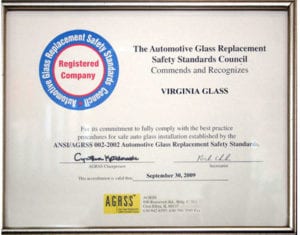 Automotive Glass Replacement Safety Standards Council
Registered
Company
The Automotive Glass Replacement
Safety Standards Council
Commends and Recognizes
VIRGINIA GLASS
For its commitment to fully comply with the best practice
procedures for safe auto glass installation established by the
ANSI/AGRSS 002-2002 Automotive Glass Replacement Safety Standards.
AGRSS Chairperson
Secretary
This accreditation is valid thru:
September 30, 2009
AGRSS
AGRSS